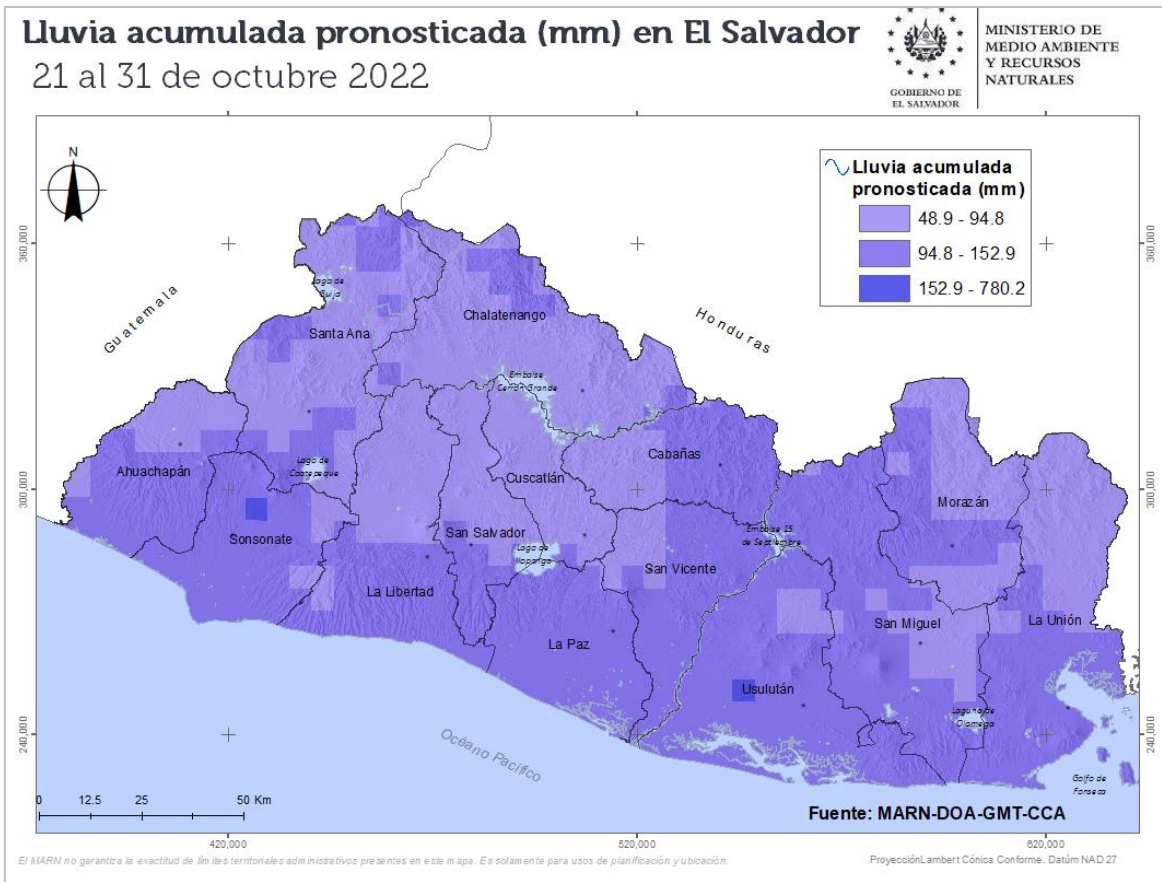 Lluvia acumulada pronosticada (mm) en El Salvador
21 al 31 de octubre 2022
GOBIERNO DE
EL SALVADOR
MINISTERIO DE
MEDIO AMBIENTE
Y RECURSOS
NATURALES
N
Lluvia acumulada
pronosticada (mm)
48.9 - 94.8
94.8 - 152.9
152.9 - 780.2
360,000
360,000
Guatemala
Honduras
Lago de
Chalatenango
Santa Ana
Embalse
Cerrón Grande
Ahuachapán
Lago de
Coatepeque
Cabañas
Cuscatlán
300,000
300,000
Morazán
Sonsonate
San Salvador
Embalse 15
de Septiembre
Lago de
Ilopango
San Vicente
La Libertad
San Miguel
La Unión
La Paz
Usulután
Laguna de
Olomega
240,000
240,000
Océano Pacífico
Golfo de
Fonseca
0 12.5 25 50 Km
Fuente: MARN-DOA-GMT-CCA
420,000
520,000
620,000
El MARN no garantiza la exactitud de límites territoriales administrativos presentes en este mapa. Es solamente para usos de planificación y ubicación.
ProyecciónLambert Cónica Conforme. Datúm NAD 27